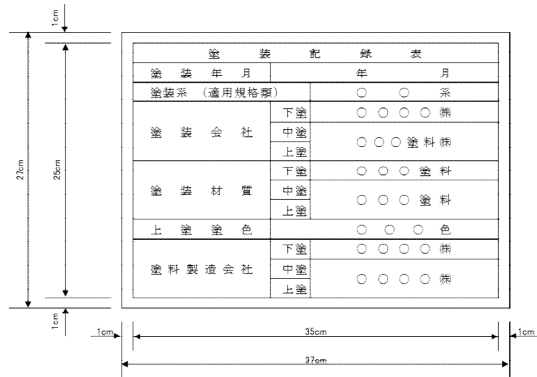 1cm
27cm
25cm
1cm
塗装記録表
塗装年月 年 月
塗装系 (適用規格類) ○ ○ 系
塗装会社 下塗 ○ ○ ○ ○ ㈱
中塗 ○ ○ ○ 塗料㈱
上塗
塗装材質 下塗 ○ ○ ○ 塗料
中塗 ○ ○ ○ 塗料
上塗
上塗塗色 ○ ○ ○ 色
塗料製造会社 下塗 ○ ○ ○ ○ ㈱
中塗 ○ ○ ○ ○ ㈱
上塗
1cm 35cm 1cm
37cm